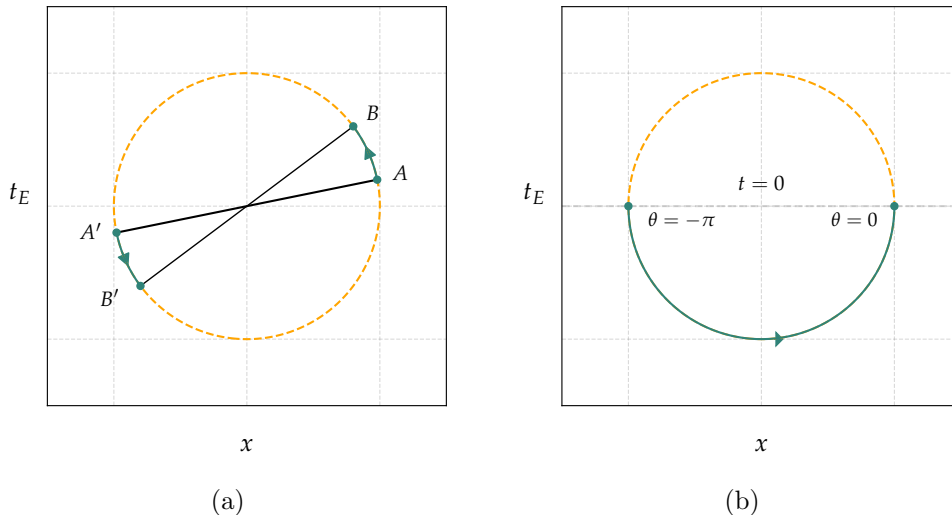 B
A
A′
B′
t_E
x
(a)
t = 0
θ = −π
θ = 0
t_E
x
(b)